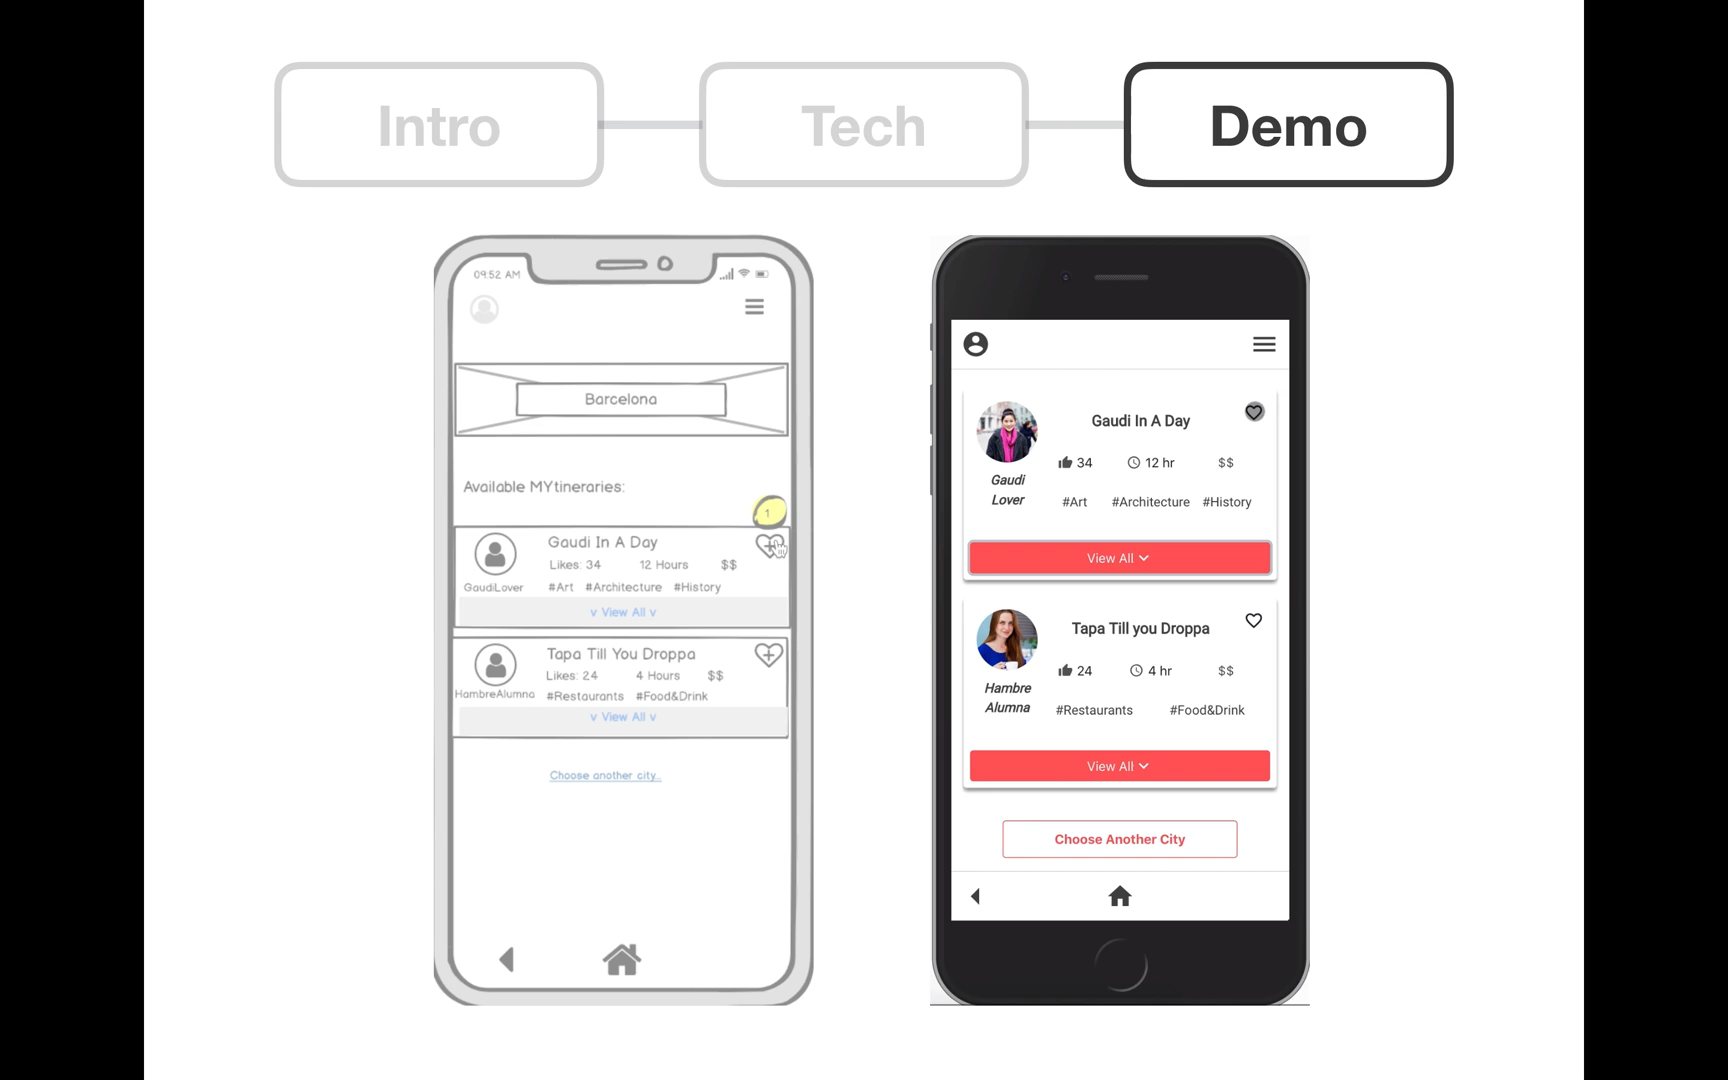 Intro
Tech
Demo
09:52 AM
Barcelona
Available MYtineraries:
1
Gaudi In A Day
Likes: 34 12 Hours $$
GaudiLover #Art #Architecture #History
v View All v
Tapa Till You Droppa
Likes: 24 4 Hours $$
HambreAlumna #Restaurants #Food&Drink
v View All v
Choose another city..
Gaudi In A Day
34 12 hr $$
Gaudi
Lover
#Art #Architecture #History
View All
Tapa Till you Droppa
24 4 hr $$
Hambre
Alumna
#Restaurants #Food&Drink
View All
Choose Another City